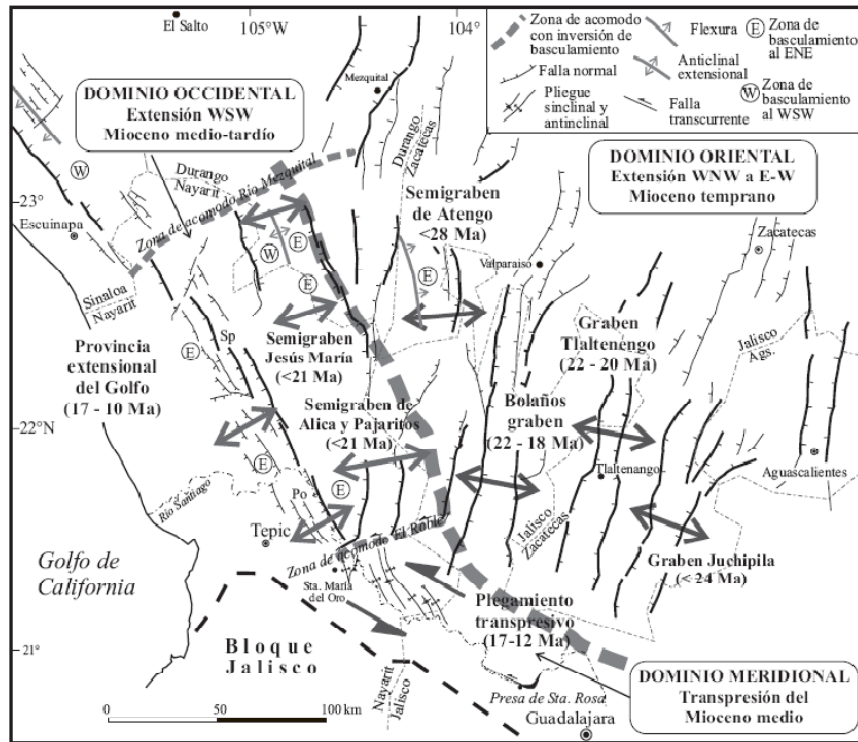 105°W
104°
El Salto
Mezquital
Zona de acomodo
con inversión de
basculamiento
Falla normal
Pliegue
sinclinal y
antinclinal
Flexura
Anticlinal
extensional
Falla
transcurrente
E
Zona de
basculamiento
al ENE
W
Zona de
basculamiento
al WSW
DOMINIO OCCIDENTAL
Extensión WSW
Mioceno medio-tardío
DOMINIO ORIENTAL
Extensión WNW a E-W
Mioceno temprano
Durango
Zacatecas
Durango
Nayarit
Zona de acomodo Río Mezquital
W
23°
Escuinapa
Semigraben
de Atengo
<28 Ma)
Zacatecas
Valparaiso
E
W
E
E
Sinaloa
Nayarit
Provincia
extensional
del Golfo
(17 - 10 Ma)
E
Sp
Semigraben
Jesús María
(<21 Ma)
Graben
Tlaltenengo
(22 - 20 Ma)
Jalisco
Ags.
22°N
Semigraben de
Alica y Pajaritos
(<21 Ma)
Bolaños
graben
(22 - 18 Ma)
E
E
Po
Tlaltenango
Aguascalientes
Río Santiago
Tepic
Golfo de
California
Zona de acomodo El Roble
Sta. María
del Oro
Jalisco
Zacatecas
Graben Juchipila
(< 24 Ma)
Plegamiento
transpresivo
(17-12 Ma)
21°
Bloque
Jalisco
DOMINIO MERIDIONAL
Transpresión del
Mioceno medio
Nayarit
Jalisco
Presa de Sta. Rosa
Guadalajara
0
50
100 km